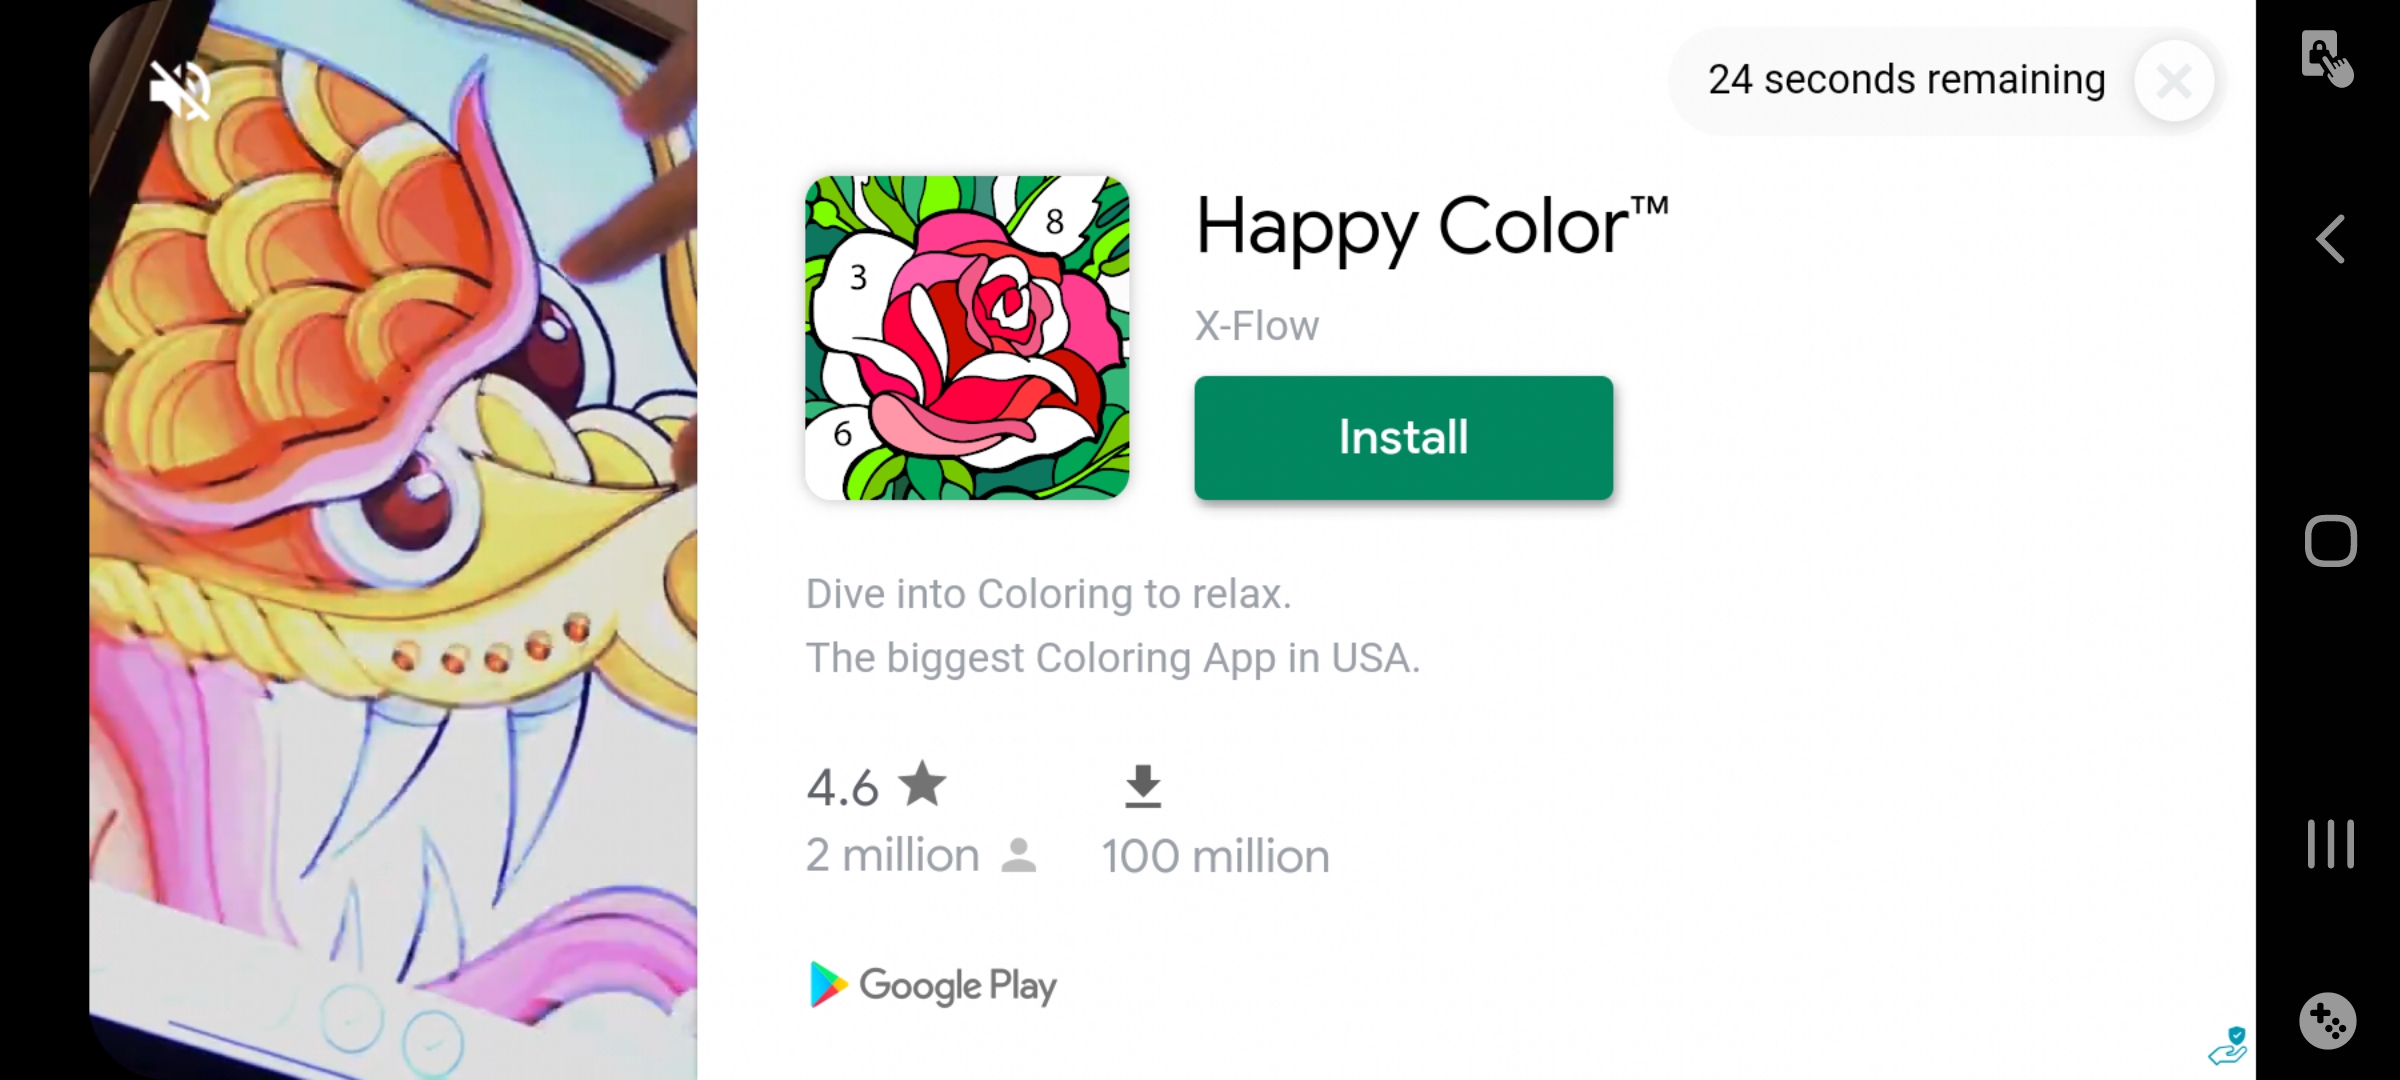 24 seconds remaining
8
3
6
Happy Color™
X-Flow
Install
Dive into Coloring to relax.
The biggest Coloring App in USA.
4.6
2 million
100 million
Google Play